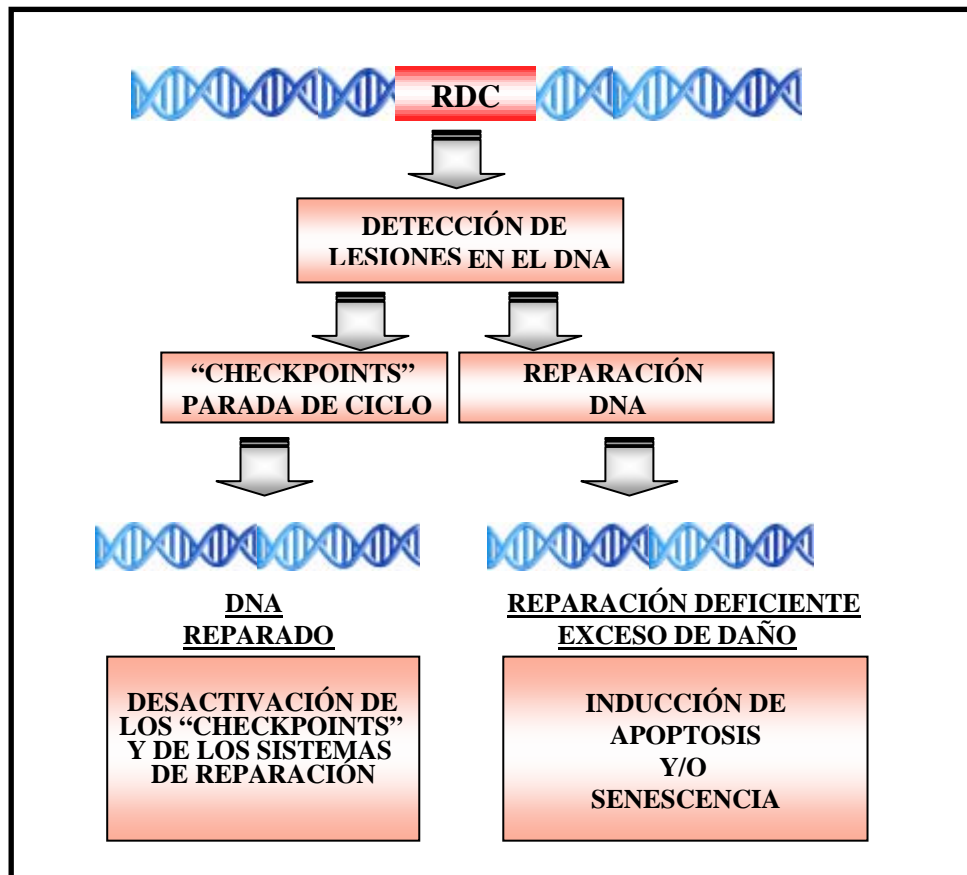 RDC
DETECCIÓN DE
LESIONES EN EL DNA
“CHECKPOINTS”
PARADA DE CICLO
REPARACIÓN
DNA
DNA
REPARADO
REPARACIÓN DEFICIENTE
EXCESO DE DAÑO
DESACTIVACIÓN DE
LOS “CHECKPOINTS”
Y DE LOS SISTEMAS
DE REPARACIÓN
INDUCCIÓN DE
APOPTOSIS
Y/O
SENESCENCIA